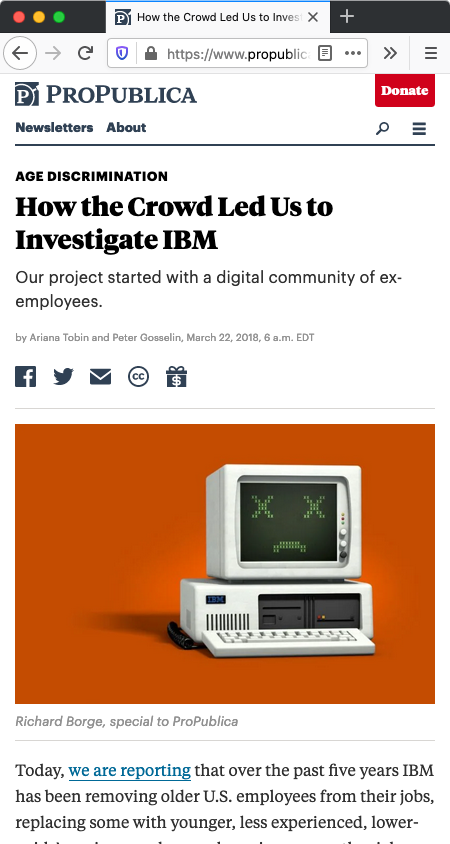 How the Crowd Led Us to Invest
https://www.propublic
PROPUBLICA
Donate
Newsletters About
AGE DISCRIMINATION
How the Crowd Led Us to
Investigate IBM
Our project started with a digital community of ex-
employees.
by Ariana Tobin and Peter Gosselin, March 22, 2018, 6 a.m. EDT
IBM
Richard Borge, special to ProPublica
Today, we are reporting that over the past five years IBM
has been removing older U.S. employees from their jobs,
replacing some with younger, less experienced, lower-